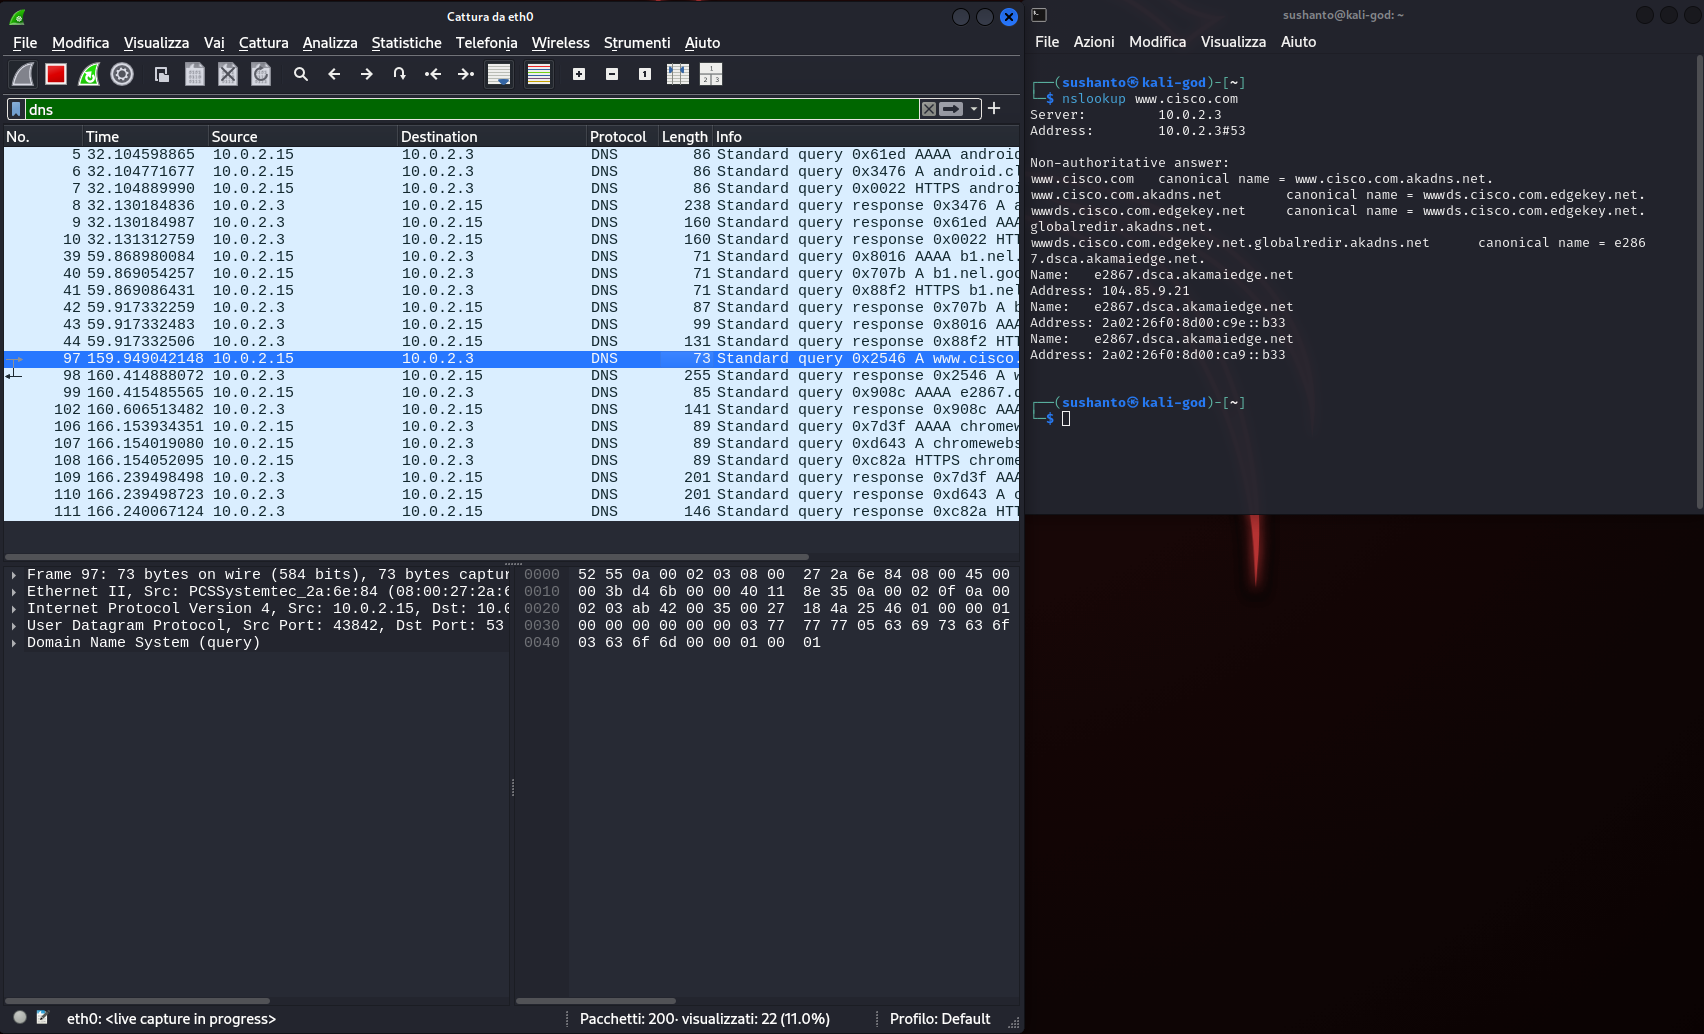 Cattura da eth0
File Modifica Visualizza Vai Cattura Analizza Statistiche Telefonia Wireless Strumenti Aiuto
dns
No. Time Source Destination Protocol Length Info
5 32.104598865 10.0.2.15 10.0.2.3 DNS 86 Standard query 0x61ed AAAA android
6 32.104771677 10.0.2.15 10.0.2.3 DNS 86 Standard query 0x3476 A android.cl
7 32.104889990 10.0.2.15 10.0.2.3 DNS 86 Standard query 0x0022 HTTPS androi
8 32.130184836 10.0.2.3 10.0.2.15 DNS 238 Standard query response 0x3476 A a
9 32.130184987 10.0.2.3 10.0.2.15 DNS 160 Standard query response 0x61ed AAA
10 32.131312759 10.0.2.3 10.0.2.15 DNS 160 Standard query response 0x0022 HTT
39 59.868980084 10.0.2.15 10.0.2.3 DNS 71 Standard query 0x8016 AAAA b1.nel.
40 59.869054257 10.0.2.15 10.0.2.3 DNS 71 Standard query 0x707b A b1.nel.goo
41 59.869086431 10.0.2.15 10.0.2.3 DNS 71 Standard query 0x88f2 HTTPS b1.nel
42 59.917332259 10.0.2.3 10.0.2.15 DNS 87 Standard query response 0x707b A b
43 59.917332483 10.0.2.3 10.0.2.15 DNS 99 Standard query response 0x8016 AAA
44 59.917332506 10.0.2.3 10.0.2.15 DNS 131 Standard query response 0x88f2 HTT
97 159.949042148 10.0.2.15 10.0.2.3 DNS 73 Standard query 0x2546 A www.cisco.
98 160.414888072 10.0.2.3 10.0.2.15 DNS 255 Standard query response 0x2546 A w
99 160.415485565 10.0.2.15 10.0.2.3 DNS 85 Standard query 0x908c AAAA e2867.d
102 160.606513482 10.0.2.3 10.0.2.15 DNS 141 Standard query response 0x908c AAA
106 166.153934351 10.0.2.15 10.0.2.3 DNS 89 Standard query 0x7d3f AAAA chromew
107 166.154019080 10.0.2.15 10.0.2.3 DNS 89 Standard query 0xd643 A chromewebs
108 166.154052095 10.0.2.15 10.0.2.3 DNS 89 Standard query 0xc82a HTTPS chrome
109 166.239498498 10.0.2.3 10.0.2.15 DNS 201 Standard query response 0x7d3f AAA
110 166.239498723 10.0.2.3 10.0.2.15 DNS 201 Standard query response 0xd643 A c
111 166.240067124 10.0.2.3 10.0.2.15 DNS 146 Standard query response 0xc82a HTT
Frame 97: 73 bytes on wire (584 bits), 73 bytes captur
Ethernet II, Src: PCSSystemtec_2a:6e:84 (08:00:27:2a:6
Internet Protocol Version 4, Src: 10.0.2.15, Dst: 10.0
User Datagram Protocol, Src Port: 43842, Dst Port: 53
Domain Name System (query)
0000 52 55 0a 00 02 03 08 00 27 2a 6e 84 08 00 45 00
0010 00 3b d4 6b 00 00 40 11 8e 35 0a 00 02 0f 0a 00
0020 02 03 ab 42 00 35 00 27 18 4a 25 46 01 00 00 01
0030 00 00 00 00 00 00 03 77 77 77 05 63 69 73 63 6f
0040 03 63 6f 6d 00 00 01 00 01
eth0: <live capture in progress>
Pacchetti: 200· visualizzati: 22 (11.0%)
Profilo: Default
sushanto@kali-god: ~
File Azioni Modifica Visualizza Aiuto
┌──(sushanto㉿kali-god)-[~]
└─$ nslookup www.cisco.com
Server: 10.0.2.3
Address: 10.0.2.3#53
Non-authoritative answer:
www.cisco.com canonical name = www.cisco.com.akadns.net.
www.cisco.com.akadns.net canonical name = wwwds.cisco.com.edgekey.net.
wwwds.cisco.com.edgekey.net canonical name = wwwds.cisco.com.edgekey.net.
globalredir.akadns.net.
wwwds.cisco.com.edgekey.net.globalredir.akadns.net canonical name = e286
7.dsca.akamaiedge.net.
Name: e2867.dsca.akamaiedge.net
Address: 104.85.9.21
Name: e2867.dsca.akamaiedge.net
Address: 2a02:26f0:8d00:c9e::b33
Name: e2867.dsca.akamaiedge.net
Address: 2a02:26f0:8d00:ca9::b33
┌──(sushanto㉿kali-god)-[~]
└─$